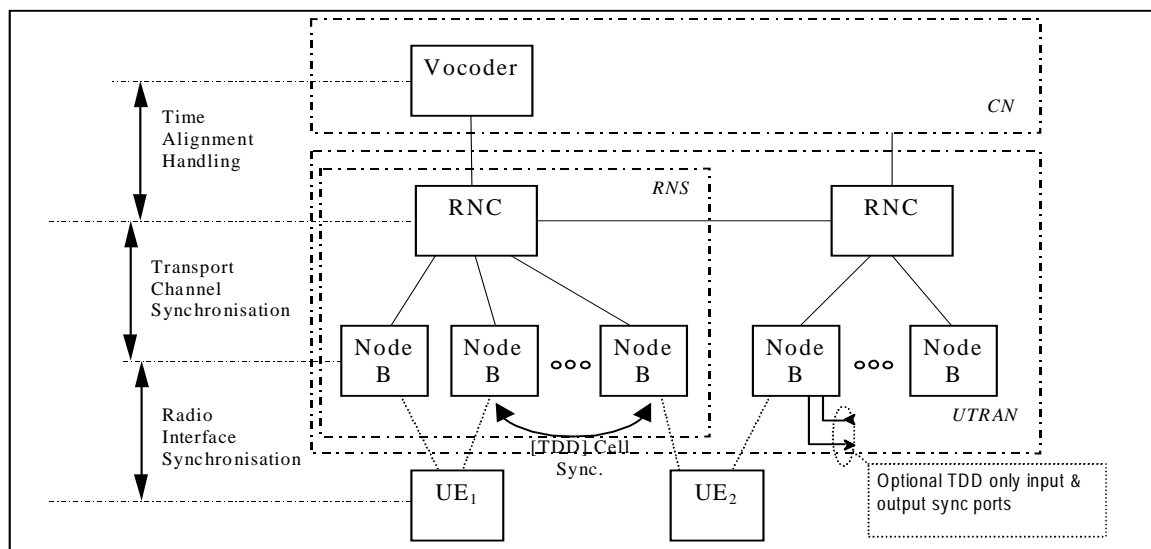 Vocoder
CN
Time
Alignment
Handling
RNS
RNC
RNC
Transport
Channel
Synchronisation
Node
B
Node
B
Node
B
Node
B
Node
B
UTRAN
Radio
Interface
Synchronisation
[TDD] Cell
Sync.
UE1
UE2
Optional TDD only input &
output sync ports